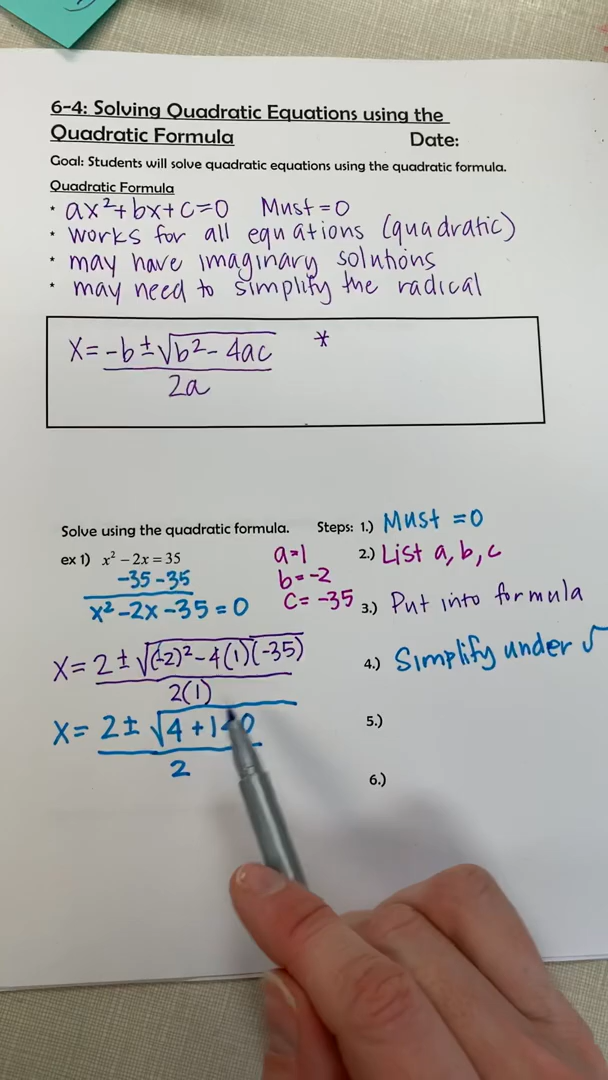 6-4: Solving Quadratic Equations using the
Quadratic Formula Date:
Goal: Students will solve quadratic equations using the quadratic formula.
Quadratic Formula
• ax²+bx+c=0 Must=0
• works for all equations (quadratic)
• may have imaginary solutions
• may need to simplify the radical
x=-b±√b²-4ac *
2a
Solve using the quadratic formula. Steps: 1.) Must =0
ex 1) x² – 2x = 35 a=1 2.) List a, b, c
-35 -35 b=-2
x²-2x-35=0 c=-35 3.) Put into formula
x=2±√(-2)²-4(1)(-35) 4.) Simplify under √
2(1)
x= 2± √4+140 5.)
2 6.)